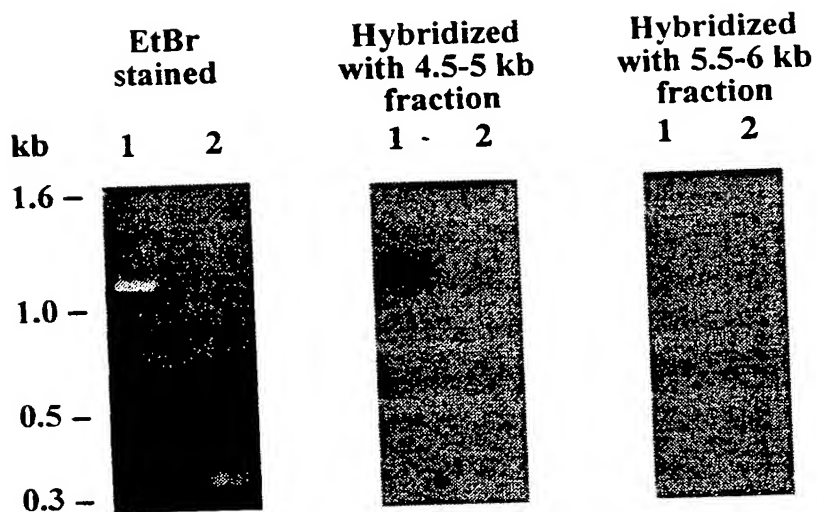 EtBr
stained
Hybridized
with 4.5-5 kb
fraction
Hybridized
with 5.5-6 kb
fraction
kb
1 2
1 - 2
1 2
1.6 –
1.0 –
0.5 –
0.3 –